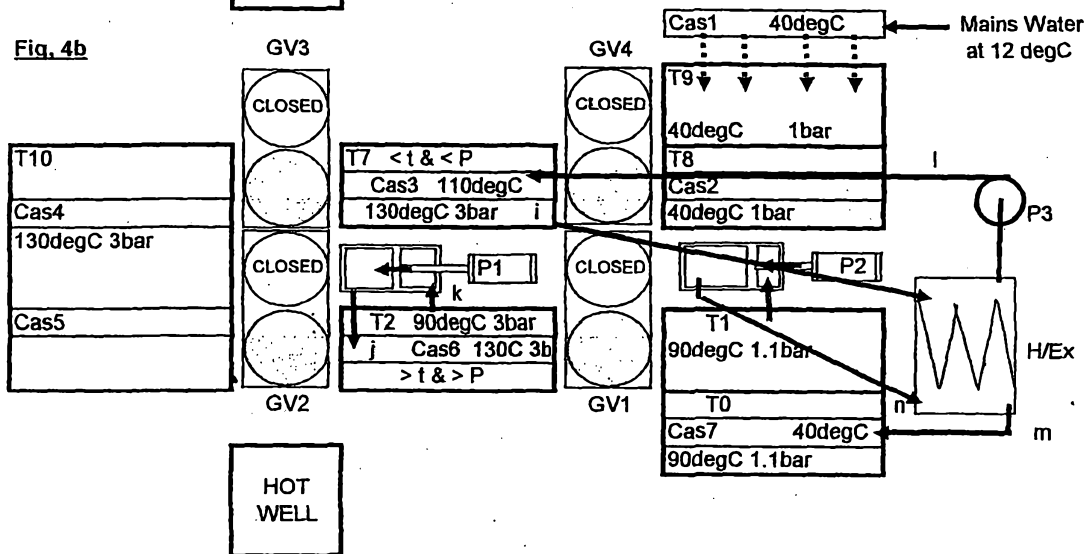 Fig, 4b
GV3
GV4
Cas1 40degC
Mains Water
at 12 degC
CLOSED
CLOSED
T9
40degC 1bar
T10
T7 < t & < P
T8
l
Cas3 110degC
Cas2
Cas4
130degC 3bar i
40degC 1bar
P3
130degC 3bar
CLOSED
P1
CLOSED
P2
k
Cas5
T2 90degC 3bar
T1
j Cas6 130C 3b
90degC 1.1bar
H/Ex
> t & > P
GV2
GV1
T0
n
Cas7 40degC
m
90degC 1.1bar
HOT
WELL